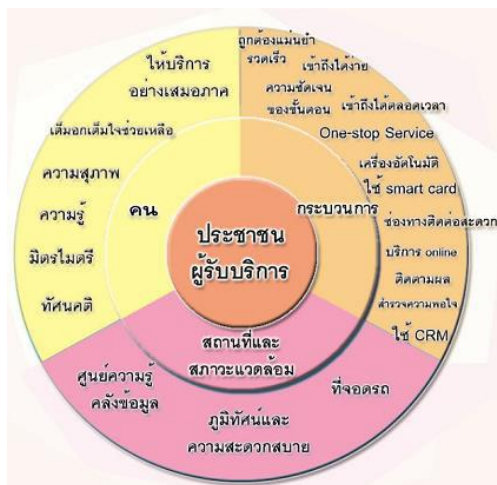 ให้บริการ
อย่างเสมอภาค
เต็มอกเต็มใจช่วยเหลือ
ความสุภาพ
ความรู้
มิตรไมตรี
ทัศนคติ
คน
ถูกต้องแม่นยำ
รวดเร็ว
เข้าถึงได้ง่าย
ความชัดเจน
ของขั้นตอน
เข้าถึงได้ตลอดเวลา
One-stop Service
เครื่องอัตโนมัติ
ใช้ smart card
ช่องทางติดต่อสะดวก
บริการ online
ติดตามผล
สำรวจความพอใจ
ใช้ CRM
กระบวนการ
ประชาชน
ผู้รับบริการ
สถานที่และ
สภาวะแวดล้อม
ศูนย์ความรู้
คลังข้อมูล
ภูมิทัศน์และ
ความสะดวกสบาย
ที่จอดรถ